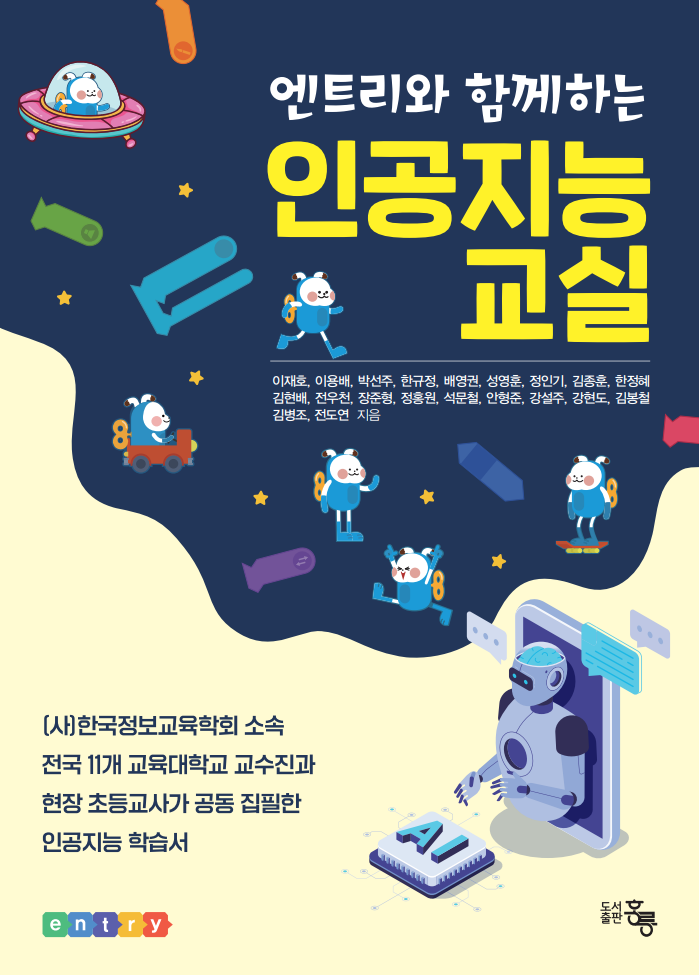 엔트리와 함께하는
인공지능
교실
이재호, 이용배, 박선주, 한규정, 배영권, 성영훈, 정인기, 김종훈, 한정혜
김현배, 전우천, 장준형, 정홍원, 석문철, 안형준, 강설주, 강현도, 김봉철
김병조, 전도연 지음
(사)한국정보교육학회 소속
전국 11개 교육대학교 교수진과
현장 초등교사가 공동 집필한
인공지능 학습서
AI
entry
도서
출판 홍릉